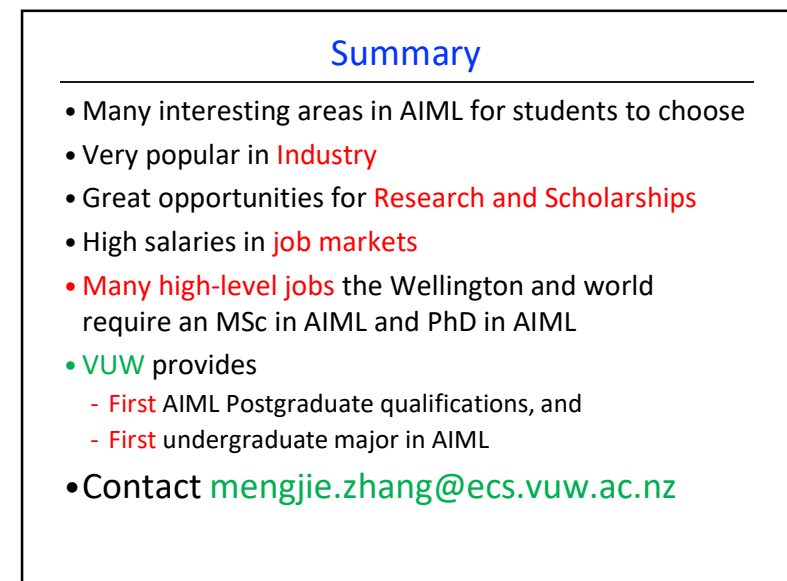 Summary
• Many interesting areas in AIML for students to choose
• Very popular in Industry
• Great opportunities for Research and Scholarships
• High salaries in job markets
• Many high-level jobs the Wellington and world
require an MSc in AIML and PhD in AIML
• VUW provides
- First AIML Postgraduate qualifications, and
- First undergraduate major in AIML
• Contact mengjie.zhang@ecs.vuw.ac.nz